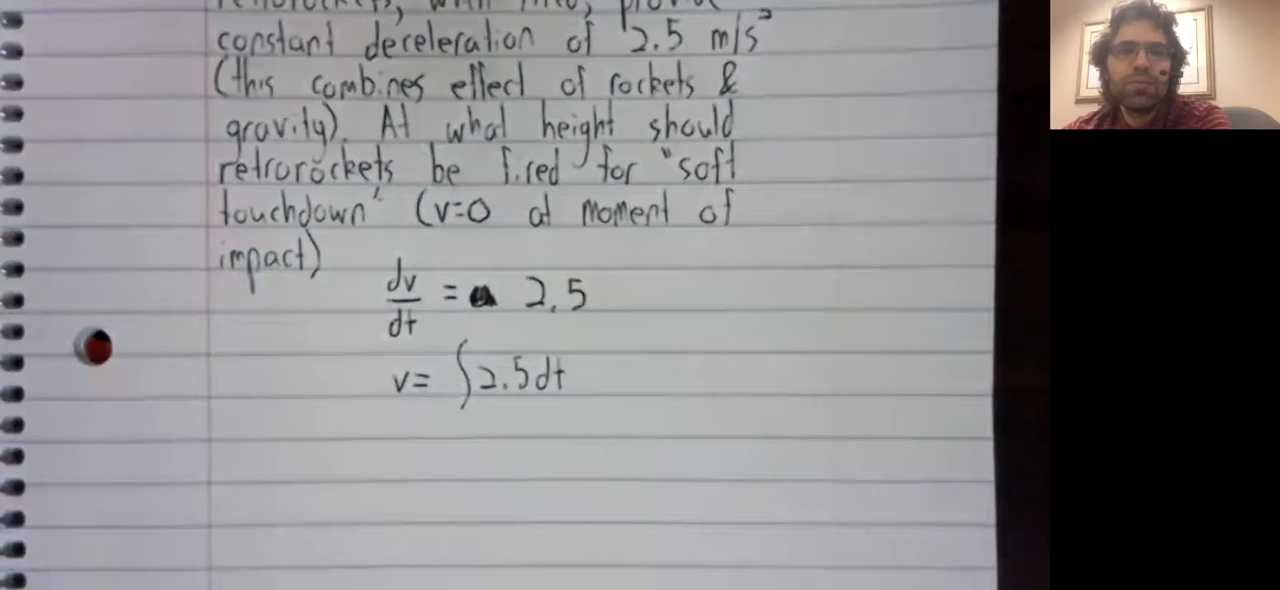 constant deceleration of 2.5 m/s²
(this combines effect of rockets &
gravity). At what height should
retrorockets be fired for "soft
touchdown" (v=0 at moment of
impact)
dv/dt = 2.5
v= ∫2.5dt